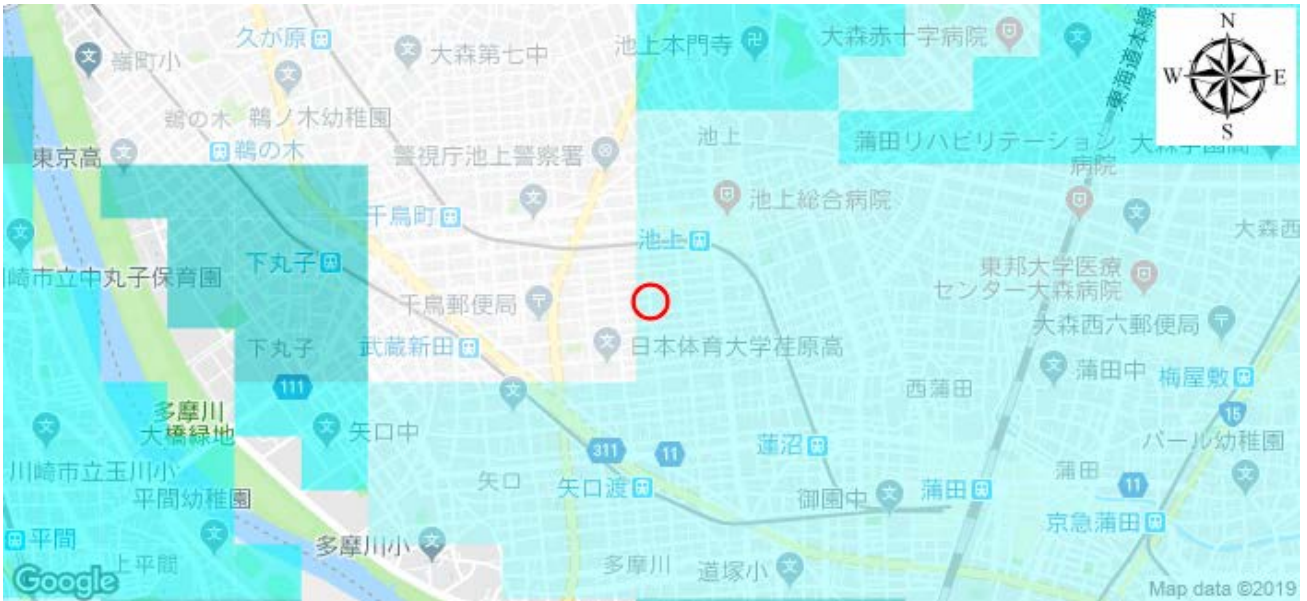 久が原
大森第七中
池上本門寺
大森赤十字病院
東海道本線
N
W
E
S
嶺町小
鵜の木
鵜ノ木幼稚園
鵜の木
東京高
警視庁池上警察署
池上
蒲田リハビリテーション
病院
千鳥町
池上総合病院
池上
大森西
下丸子
川崎市立中丸子保育園
千鳥郵便局
東邦大学医療
センター大森病院
大森西六郵便局
下丸子
武蔵新田
日本体育大学荏原高
蒲田中
梅屋敷
西蒲田
111
多摩川
大橋緑地
矢口中
15
パール幼稚園
川崎市立玉川小
311
11
蓮沼
蒲田
11
平間幼稚園
矢口
矢口渡
御園中
蒲田
京急蒲田
平間
上平間
多摩川小
多摩川
道塚小
Google
Map data ©2019